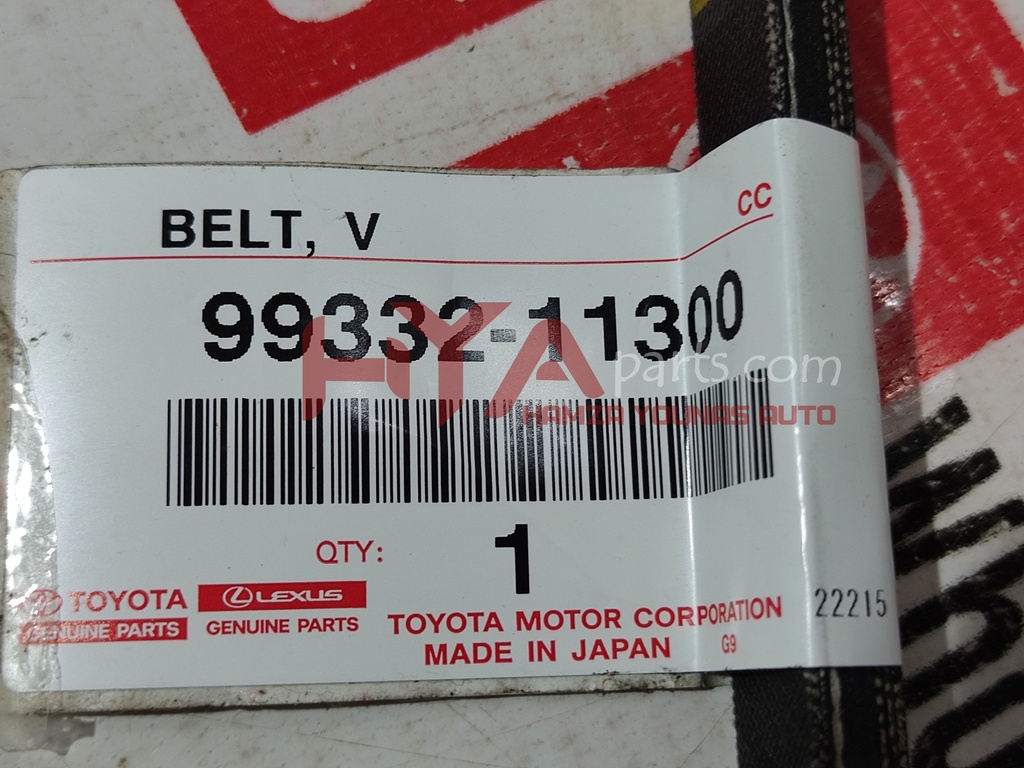 CC
BELT, V
99332-11300
HYAparts.com
HAMZA YOUNAS AUTO
QTY: 1
TOYOTA
GENUINE PARTS
LEXUS
GENUINE PARTS
TOYOTA MOTOR CORPORATION
MADE IN JAPAN
G9
22215